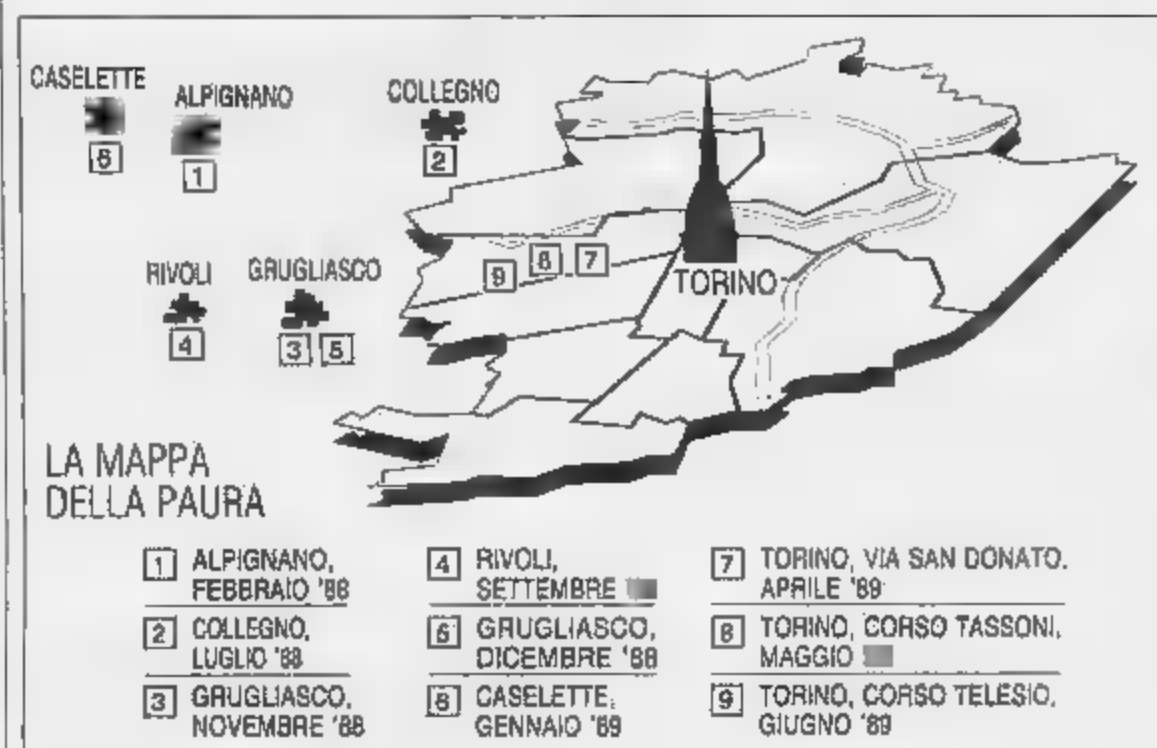 CASELETTE
ALPIGNANO
COLLEGNO
6
1
2
RIVOLI
GRUGLIASCO
9 8 7
TORINO
4
3 5
LA MAPPA
DELLA PAURA
1 ALPIGNANO,
FEBBRAIO '88
2 COLLEGNO,
LUGLIO '88
3 GRUGLIASCO,
NOVEMBRE '88
4 RIVOLI,
SETTEMBRE
5 GRUGLIASCO,
DICEMBRE '88
6 CASELETTE,
GENNAIO '89
7 TORINO, VIA SAN DONATO,
APRILE '89
8 TORINO, CORSO TASSONI,
MAGGIO
9 TORINO, CORSO TELESIO,
GIUGNO '89